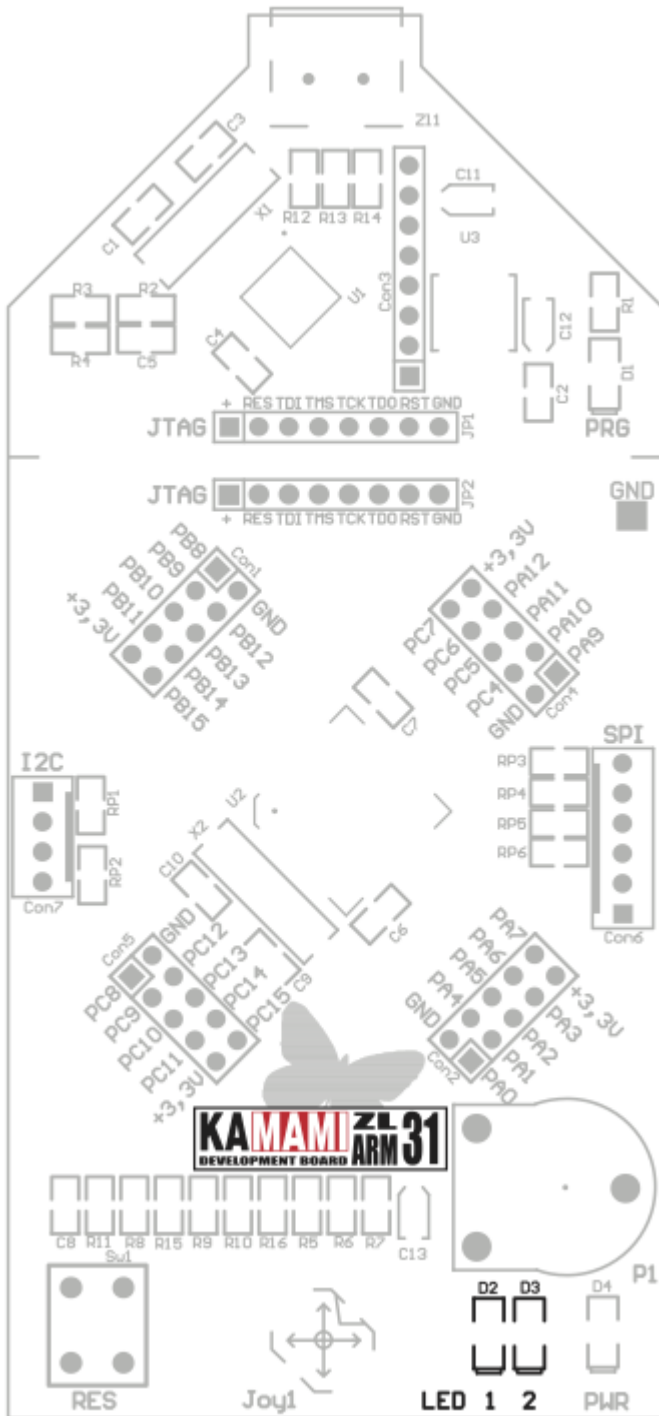 Z11
C3
C1
X1
R12 R13 R14
C11
U3
U1
Con3
R3 R2
R4 C5
C4
C12
R1
C2
D1
PRG
+ RES TDI TMS TCK TDO RST GND
JTAG JP1
JTAG JP2
+ RES TDI TMS TCK TDO RST GND
GND
PB8 Con1
PB9
PB10
PB11
+3,3V
GND
PB12
PB13
PB14
PB15
+3,3V
PA12
PA11
PA10
PA9
PC7
PC6
PC5
PC4
GND
Con4
C7
I2C
RP1
RP2
Con7
SPI
RP3
RP4
RP5
RP6
Con6
U2
X2
C10
C6
C9
Con5
GND
PC12
PC13
PC14
PC15
PC8
PC9
PC10
PC11
+3,3V
PA7
PA6
PA5
PA4
GND
+3,3V
PA3
PA2
PA1
PA0
Con2
KAMAMI ZL
DEVELOPMENT BOARD ARM 31
C8 R11 R8 R15 R9 R10 R16 R5 R6 R7 C13
Sw1
P1
D2 D3 D4
RES Joy1 LED 1 2 PWR